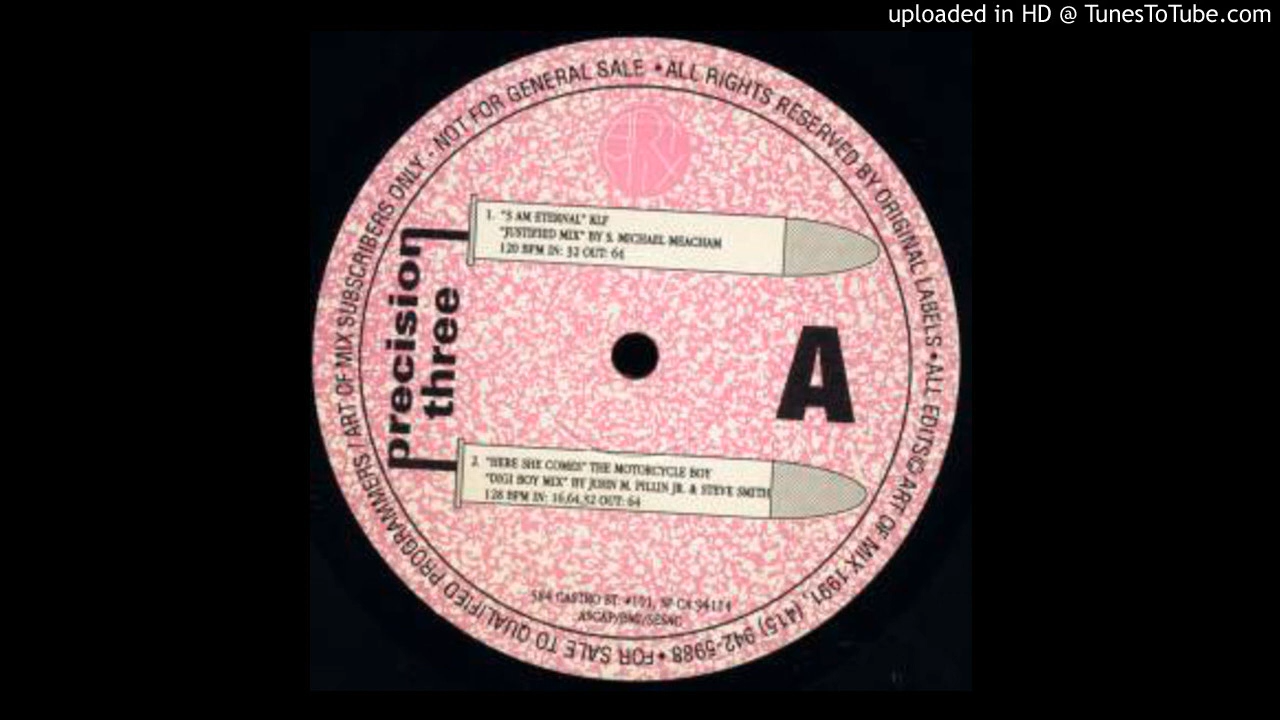 uploaded in HD @ TunesToTube.com
NOT FOR GENERAL SALE • ALL RIGHTS RESERVED BY ORIGINAL LABELS • ALL EDITS © ART OF MIX 1991, (415) 942-5988 • FOR SALE TO QUALIFIED PROGRAMMERS / ART OF MIX SUBSCRIBERS ONLY -
ART OF MIX
precision
three
1. "3 AM ETERNAL" KLF
"JUSTIFIED MIX" BY S. MICHAEL MEACHAM
120 BPM IN: 32 OUT: 64
A
2. "HERE SHE COMES" THE MOTORCYCLE BOY
"DIGI BOY MIX" BY JOHN M. PILLIN JR. & STEVE SMITH
128 BPM IN: 16,64,32 OUT: 64
584 CASTRO ST. #101, SF CA 94114
ASCAP/BMI/SESAC